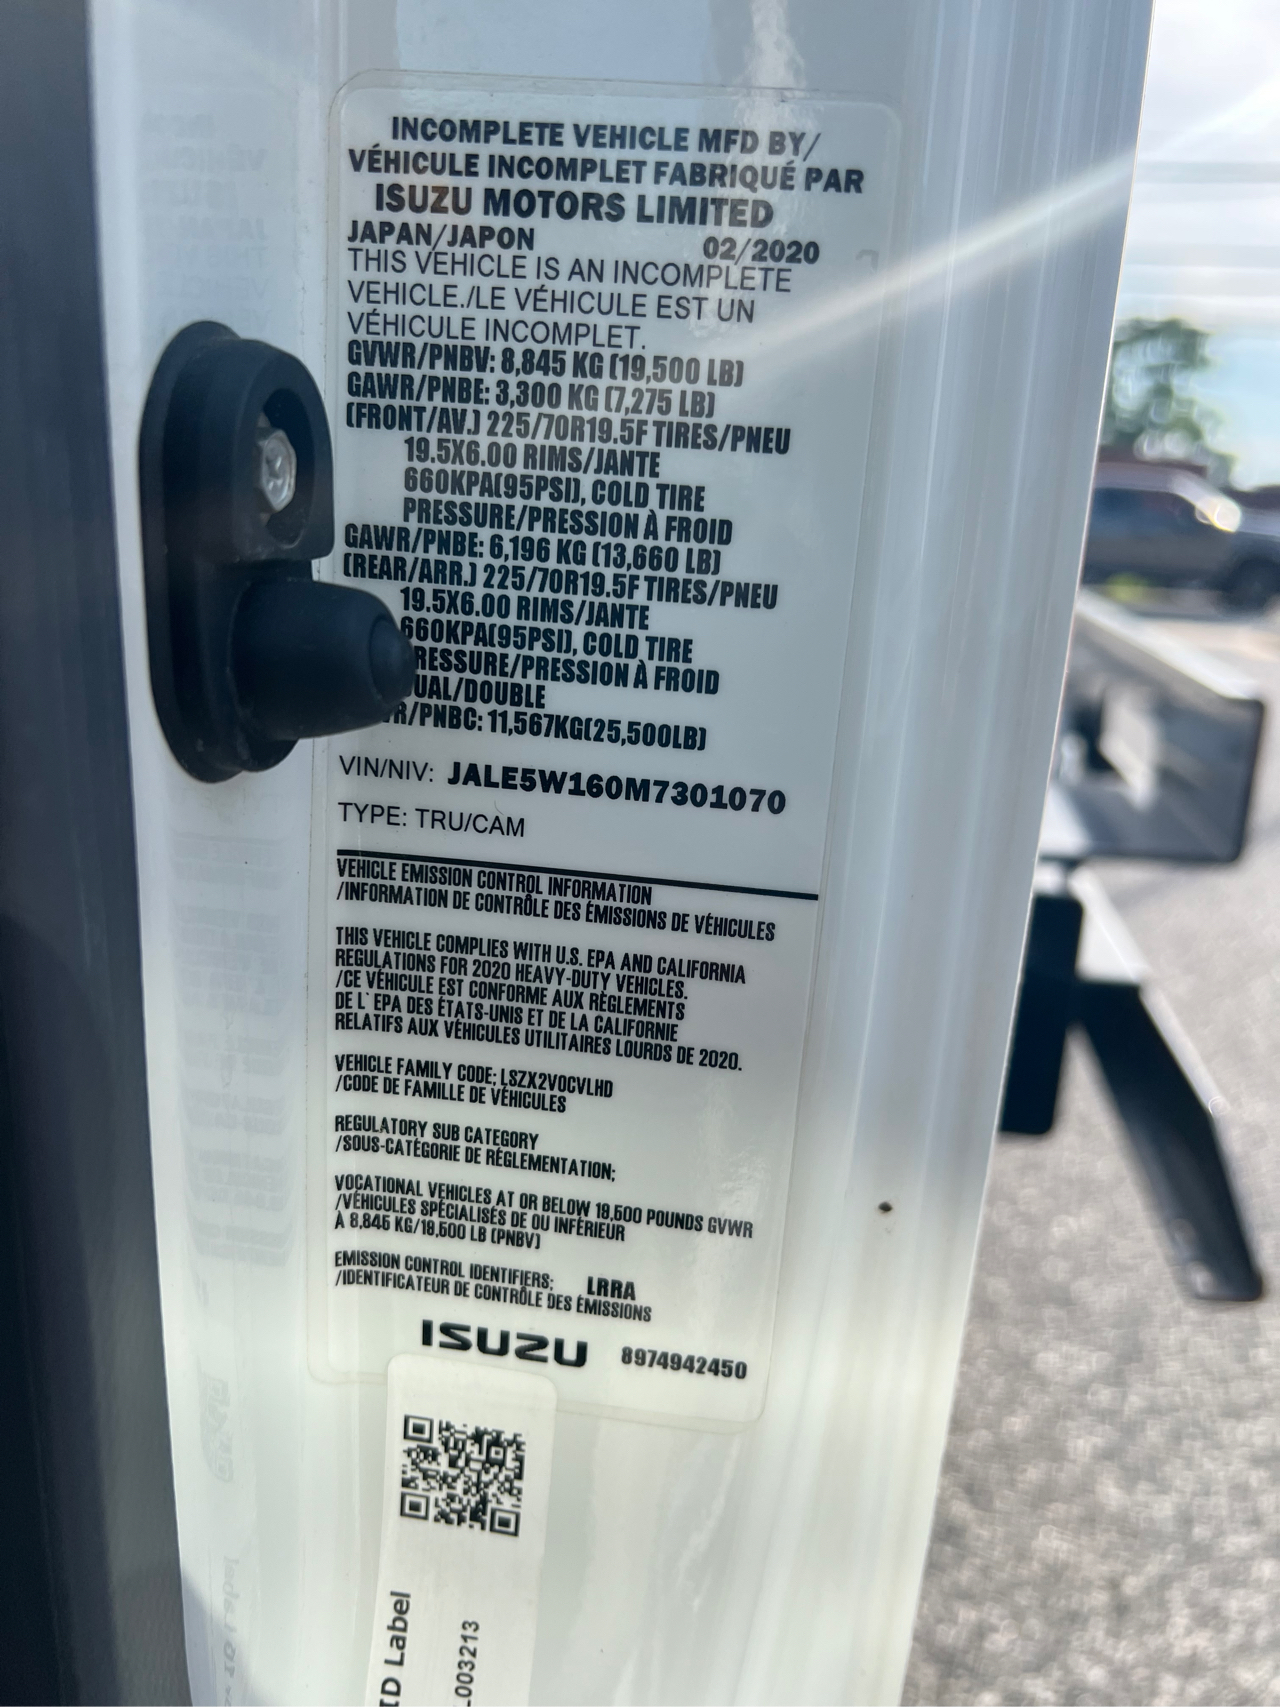 INCOMPLETE VEHICLE MFD BY/
VÉHICULE INCOMPLET FABRIQUÉ PAR
ISUZU MOTORS LIMITED
JAPAN/JAPON 02/2020
THIS VEHICLE IS AN INCOMPLETE
VEHICLE./LE VÉHICULE EST UN
VÉHICULE INCOMPLET.
GVWR/PNBV: 8,845 KG (19,500 LB)
GAWR/PNBE: 3,300 KG (7,275 LB)
(FRONT/AV.) 225/70R19.5F TIRES/PNEU
19.5X6.00 RIMS/JANTE
660KPA(95PSI), COLD TIRE
PRESSURE/PRESSION À FROID
GAWR/PNBE: 6,196 KG (13,660 LB)
(REAR/ARR.) 225/70R19.5F TIRES/PNEU
19.5X6.00 RIMS/JANTE
660KPA(95PSI), COLD TIRE
RESSURE/PRESSION À FROID
UAL/DOUBLE
R/PNBC: 11,567KG(25,500LB)
VIN/NIV: JALE5W160M7301070
TYPE: TRU/CAM
VEHICLE EMISSION CONTROL INFORMATION
/INFORMATION DE CONTRÔLE DES ÉMISSIONS DE VÉHICULES
THIS VEHICLE COMPLIES WITH U.S. EPA AND CALIFORNIA
REGULATIONS FOR 2020 HEAVY-DUTY VEHICLES.
/CE VÉHICULE EST CONFORME AUX RÈGLEMENTS
DE L' EPA DES ÉTATS-UNIS ET DE LA CALIFORNIE
RELATIFS AUX VÉHICULES UTILITAIRES LOURDS DE 2020.
VEHICLE FAMILY CODE; LSZX2VOCVLHD
/CODE DE FAMILLE DE VÉHICULES
REGULATORY SUB CATEGORY
/SOUS-CATÉGORIE DE RÉGLEMENTATION;
VOCATIONAL VEHICLES AT OR BELOW 19,500 POUNDS GVWR
/VÉHICULES SPÉCIALISÉS DE OU INFÉRIEUR
À 8,845 KG/19,500 LB (PNBV)
EMISSION CONTROL IDENTIFIERS; LRRA
/IDENTIFICATEUR DE CONTRÔLE DES ÉMISSIONS
ISUZU 8974942450
ID Label
L003213